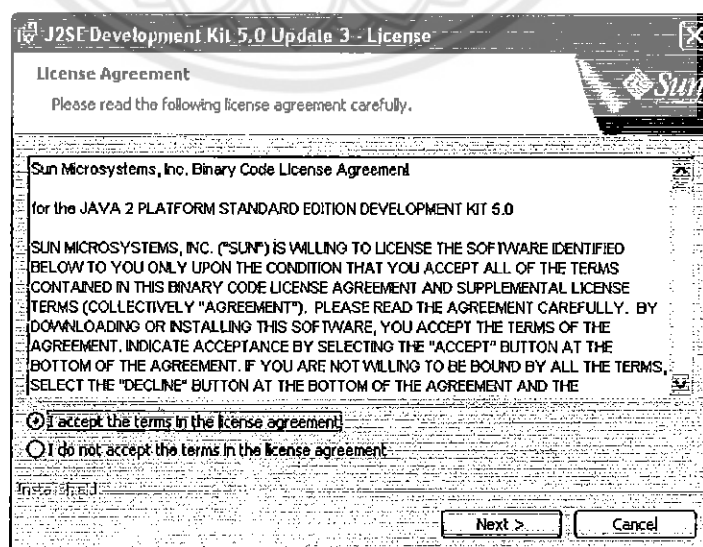 J2SE Development Kit 5.0 Update 3 - License
License Agreement
Please read the following license agreement carefully.
Sun
Sun Microsystems, Inc. Binary Code License Agreement
for the JAVA 2 PLATFORM STANDARD EDITION DEVELOPMENT KIT 5.0
SUN MICROSYSTEMS, INC. ("SUN") IS WILLING TO LICENSE THE SOFTWARE IDENTIFIED
BELOW TO YOU ONLY UPON THE CONDITION THAT YOU ACCEPT ALL OF THE TERMS
CONTAINED IN THIS BINARY CODE LICENSE AGREEMENT AND SUPPLEMENTAL LICENSE
TERMS (COLLECTIVELY "AGREEMENT"). PLEASE READ THE AGREEMENT CAREFULLY. BY
DOWNLOADING OR INSTALLING THIS SOFTWARE, YOU ACCEPT THE TERMS OF THE
AGREEMENT. INDICATE ACCEPTANCE BY SELECTING THE "ACCEPT" BUTTON AT THE
BOTTOM OF THE AGREEMENT. IF YOU ARE NOT WILLING TO BE BOUND BY ALL THE TERMS,
SELECT THE "DECLINE" BUTTON AT THE BOTTOM OF THE AGREEMENT AND THE
I accept the terms in the license agreement
I do not accept the terms in the license agreement
InstallShield
Next >
Cancel